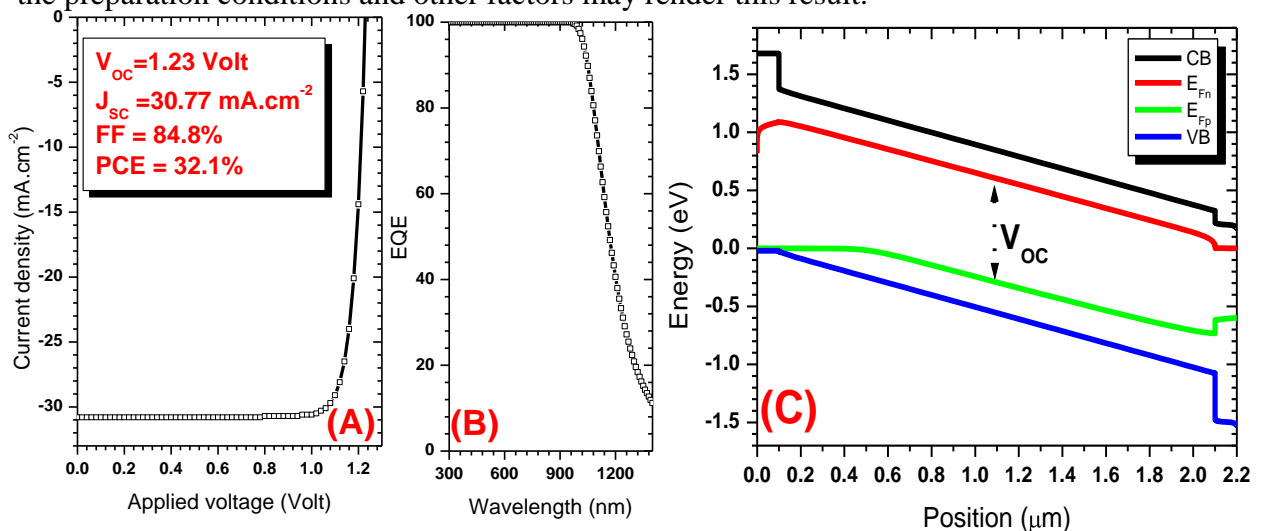 the preparation conditions and other factors may render this result.
0
-5
-10
-15
-20
-25
-30
Current density (mA.cm-2)
VOC=1.23 Volt
JSC =30.77 mA.cm-2
FF = 84.8%
PCE = 32.1%
(A)
0.0 0.2 0.4 0.6 0.8 1.0 1.2
Applied voltage (Volt)
100
80
60
40
20
0
EQE
(B)
300 600 900 1200
Wavelength (nm)
1.5
1.0
0.5
0.0
-0.5
-1.0
-1.5
Energy (eV)
CB
EFn
EFp
VB
VOC
(C)
0.0 0.2 0.4 0.6 0.8 1.0 1.2 1.4 1.6 1.8 2.0 2.2
Position (μm)